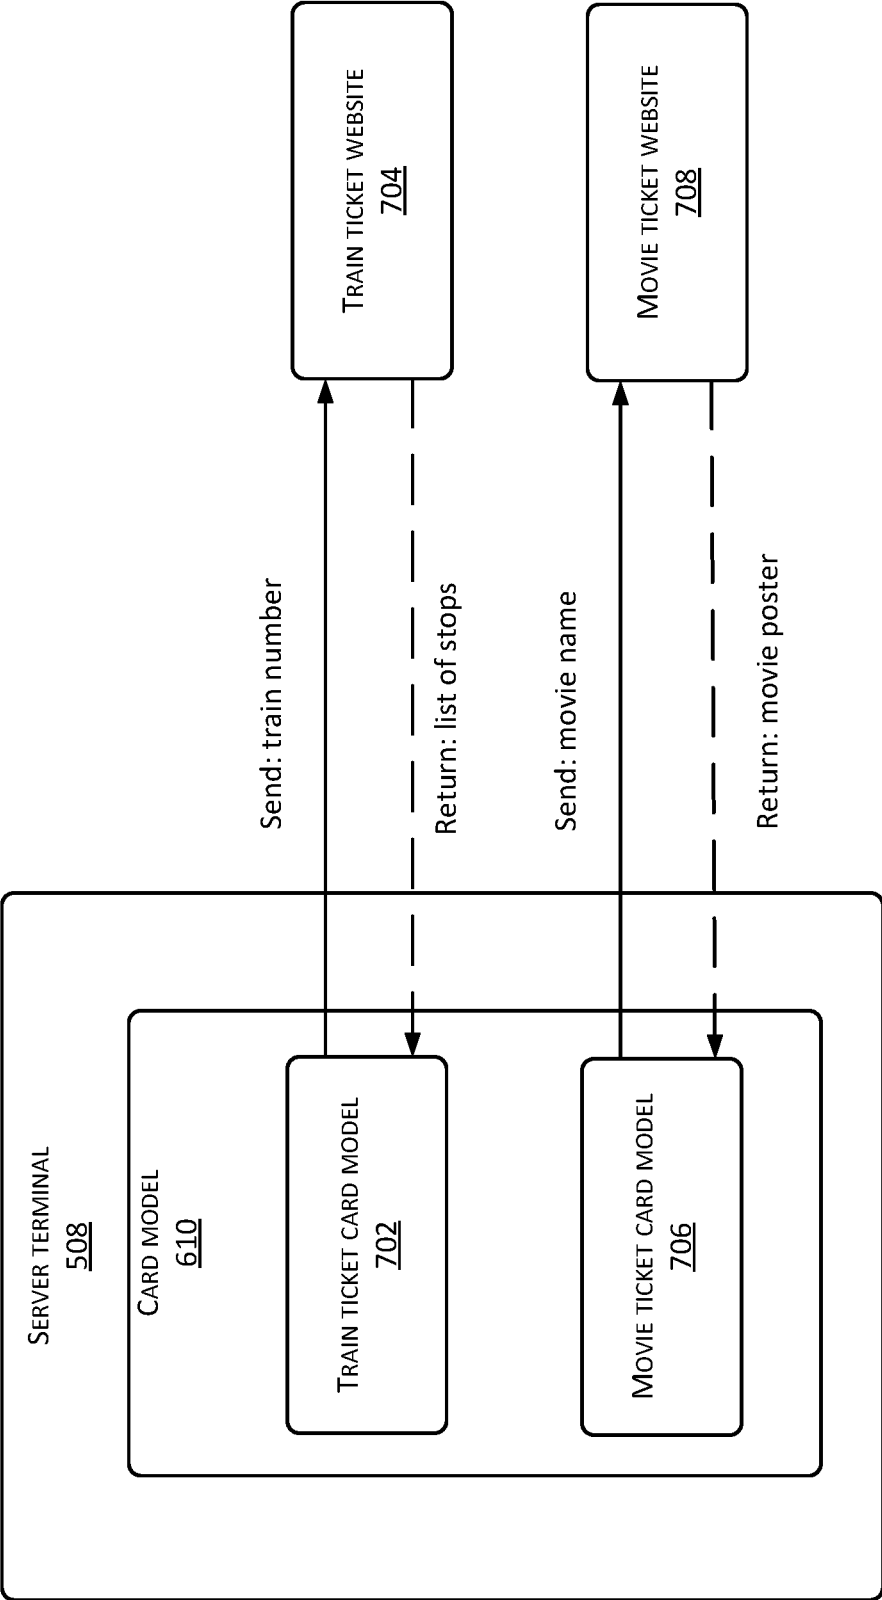 SERVER TERMINAL
508
CARD MODEL
610
TRAIN TICKET CARD MODEL
702
Send: train number
Return: list of stops
TRAIN TICKET WEBSITE
704
MOVIE TICKET CARD MODEL
706
Send: movie name
Return: movie poster
MOVIE TICKET WEBSITE
708